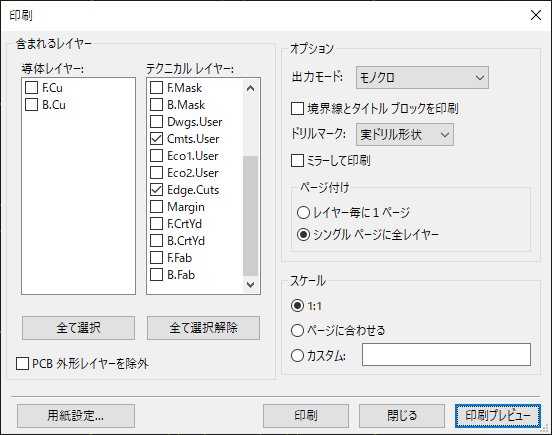 印刷
含まれるレイヤー
導体レイヤー:
F.Cu
B.Cu
テクニカル レイヤー:
F.Mask
B.Mask
Dwgs.User
Cmts.User
Eco1.User
Eco2.User
Edge.Cuts
Margin
F.CrtYd
B.CrtYd
F.Fab
B.Fab
全て選択
全て選択解除
PCB 外形レイヤーを除外
オプション
出力モード: モノクロ
境界線とタイトル ブロックを印刷
ドリルマーク: 実ドリル形状
ミラーして印刷
ページ付け
レイヤー毎に 1 ページ
シングル ページに全レイヤー
スケール
1:1
ページに合わせる
カスタム:
用紙設定...
印刷
閉じる
印刷プレビュー